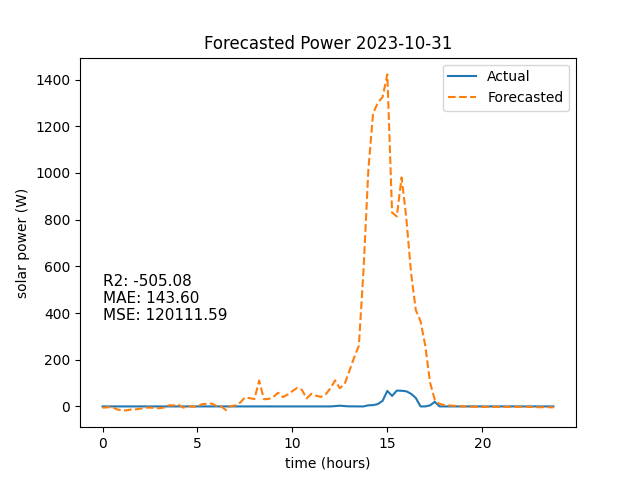 Forecasted Power 2023-10-31
Actual
Forecasted
R2: -505.08
MAE: 143.60
MSE: 120111.59
solar power (W)
1400
1200
1000
800
600
400
200
0
0 5 10 15 20
time (hours)